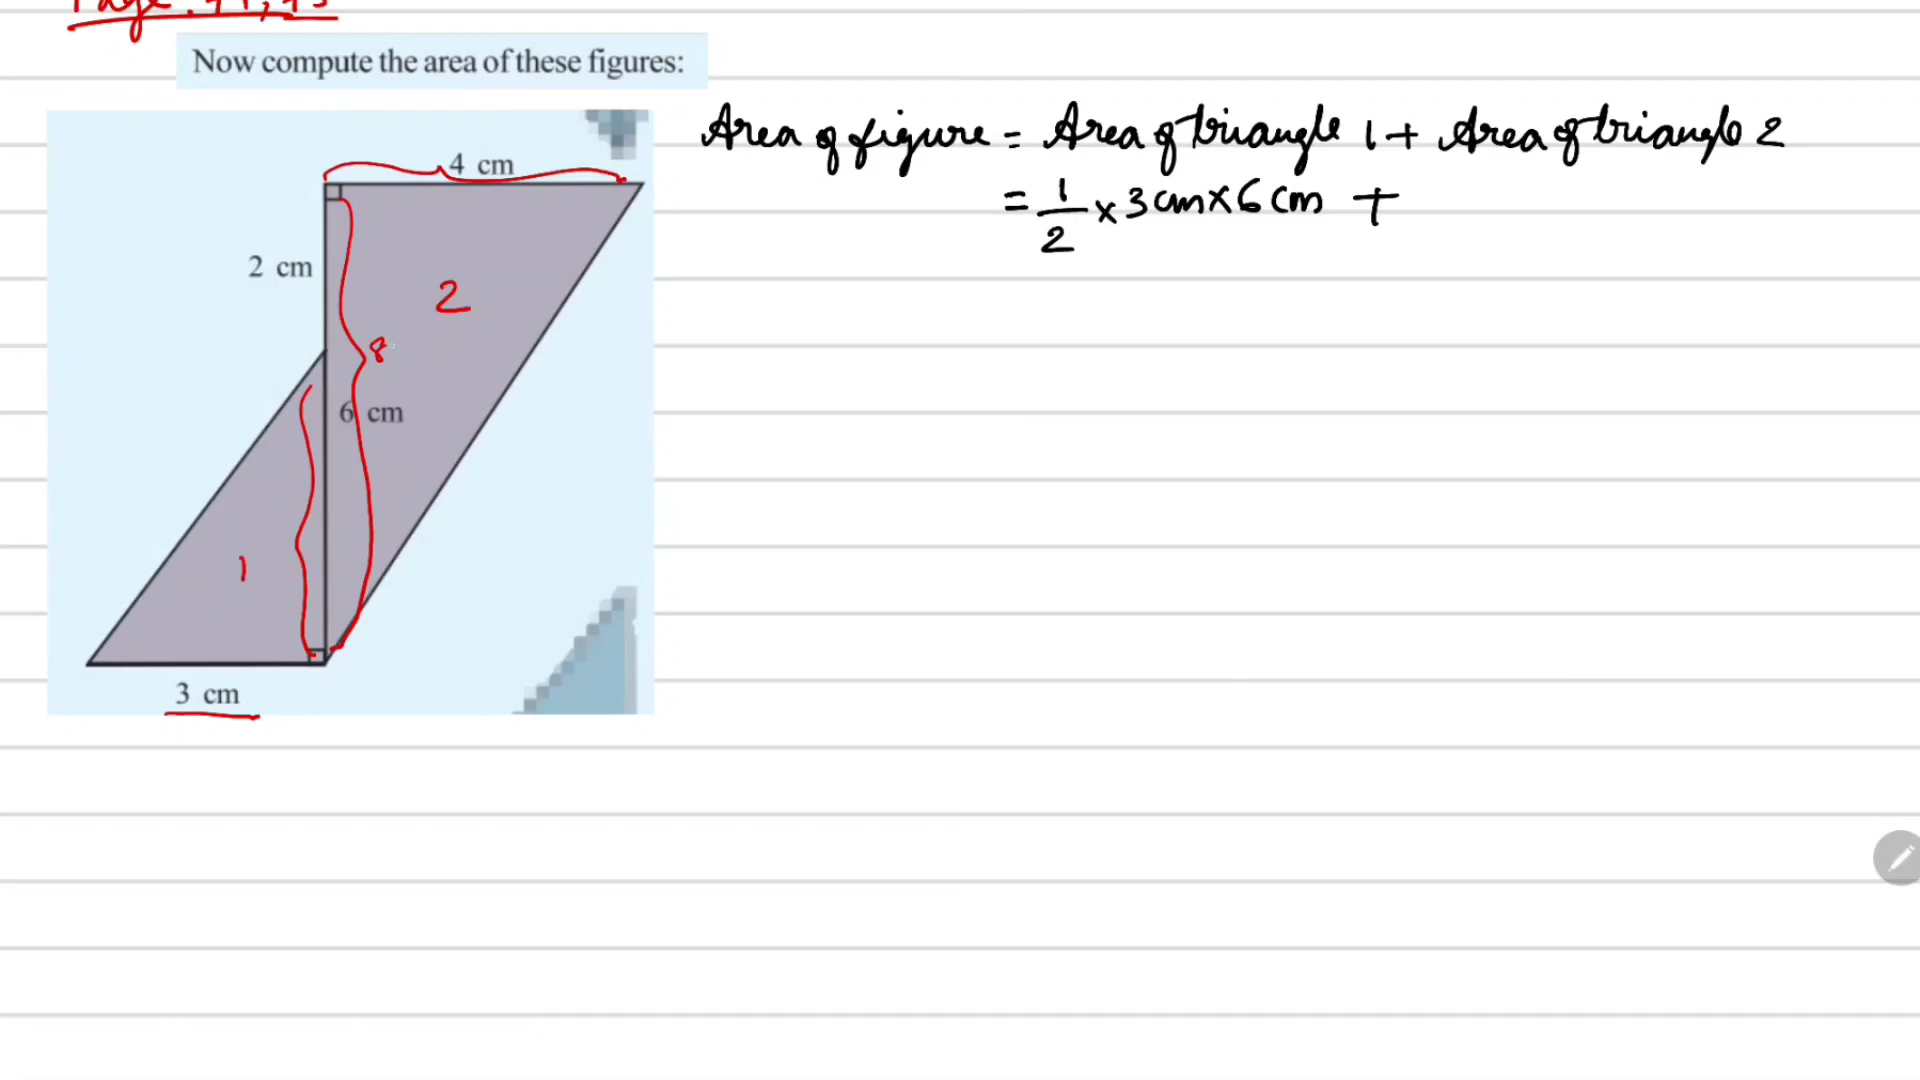 Now compute the area of these figures:
Area of figure = Area of triangle 1 + Area of triangle 2
= 1/2 × 3 cm × 6 cm +
4 cm
2 cm
2
8
6 cm
1
3 cm